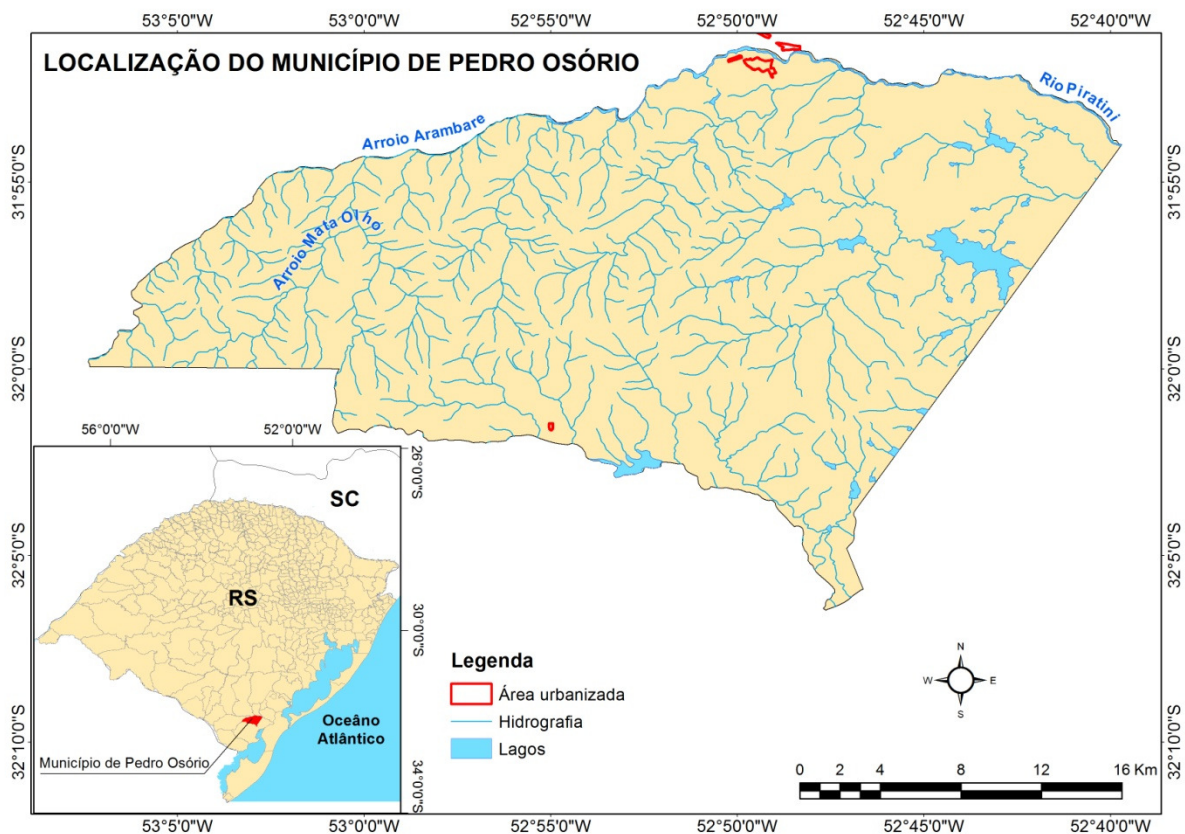 53°5'0"W 53°0'0"W 52°55'0"W 52°50'0"W 52°45'0"W 52°40'0"W
LOCALIZAÇÃO DO MUNICÍPIO DE PEDRO OSÓRIO
Rio Piratini
Arroio Arambare
31°55'0"S
31°55'0"S
Arroio Mata Olho
32°0'0"S
32°0'0"S
56°0'0"W 52°0'0"W
26°0'0"S
SC
32°5'0"S
32°5'0"S
RS
30°0'0"S
Legenda
Área urbanizada
Hidrografia
Lagos
N
W E
S
Oceâno
Atlântico
32°10'0"S
32°10'0"S
Município de Pedro Osório
34°0'0"S
0 2 4 8 12 16 Km
53°5'0"W 53°0'0"W 52°55'0"W 52°50'0"W 52°45'0"W 52°40'0"W